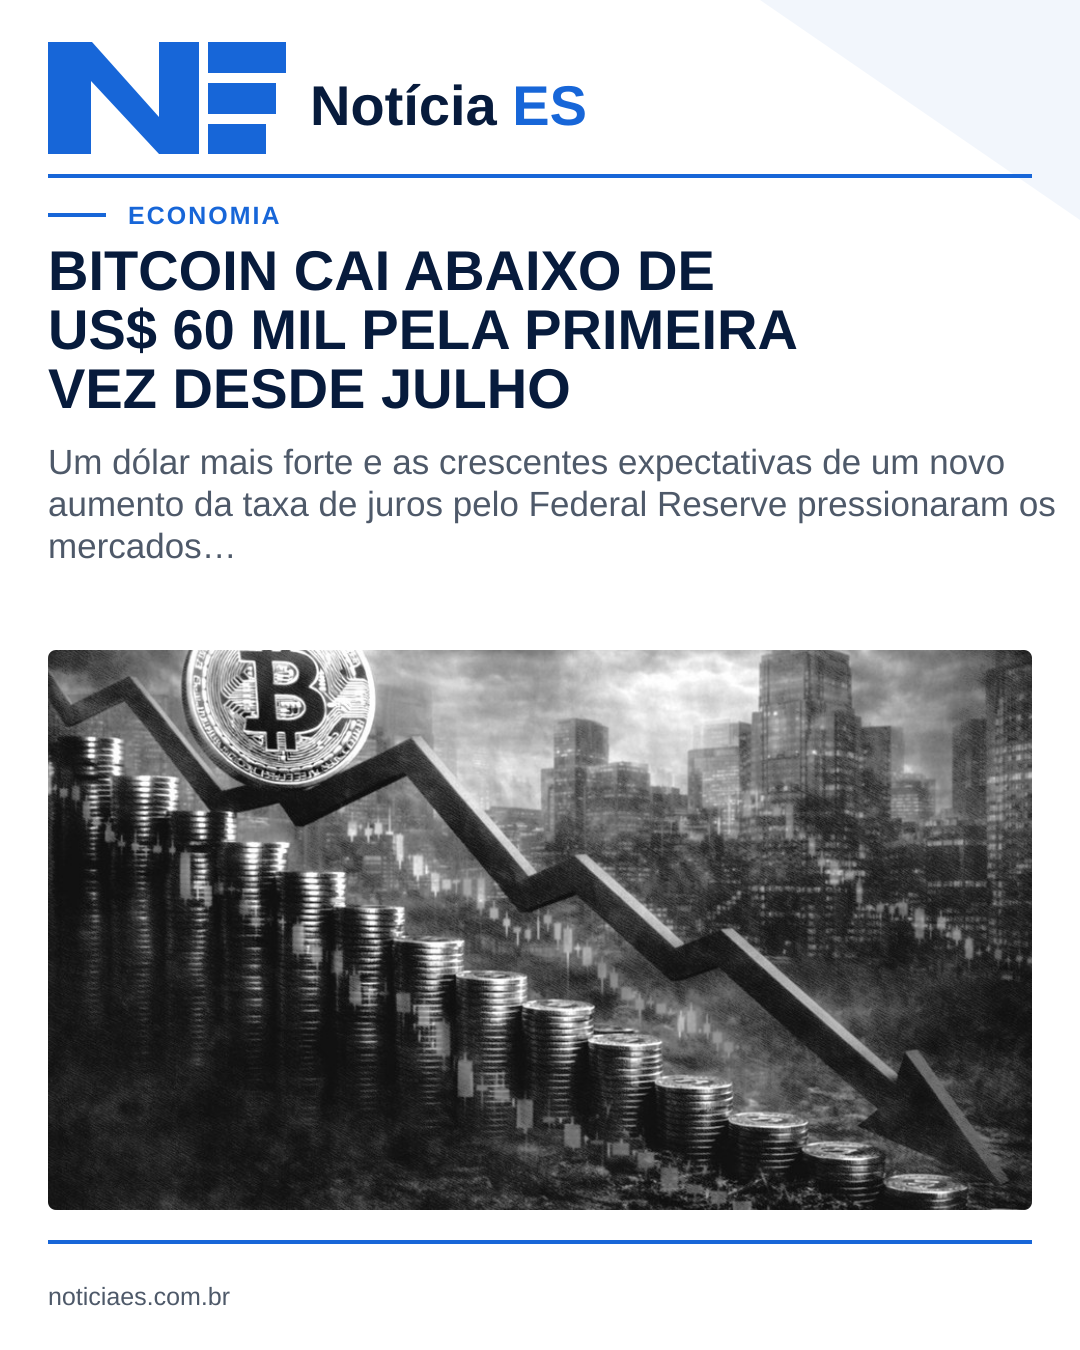 NE
Notícia ES
ECONOMIA
BITCOIN CAI ABAIXO DE
US$ 60 MIL PELA PRIMEIRA
VEZ DESDE JULHO
Um dólar mais forte e as crescentes expectativas de um novo
aumento da taxa de juros pelo Federal Reserve pressionaram os
mercados…
noticiaes.com.br